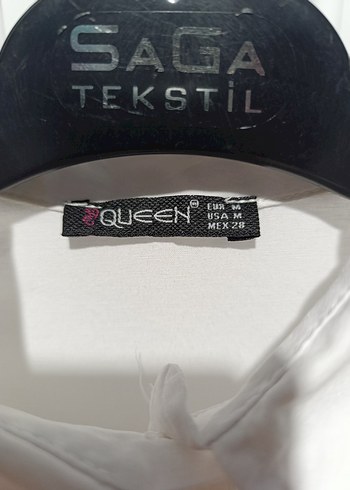 SAGA
TEKSTİL
QUEEN
EUR M
USA M
MEX 28